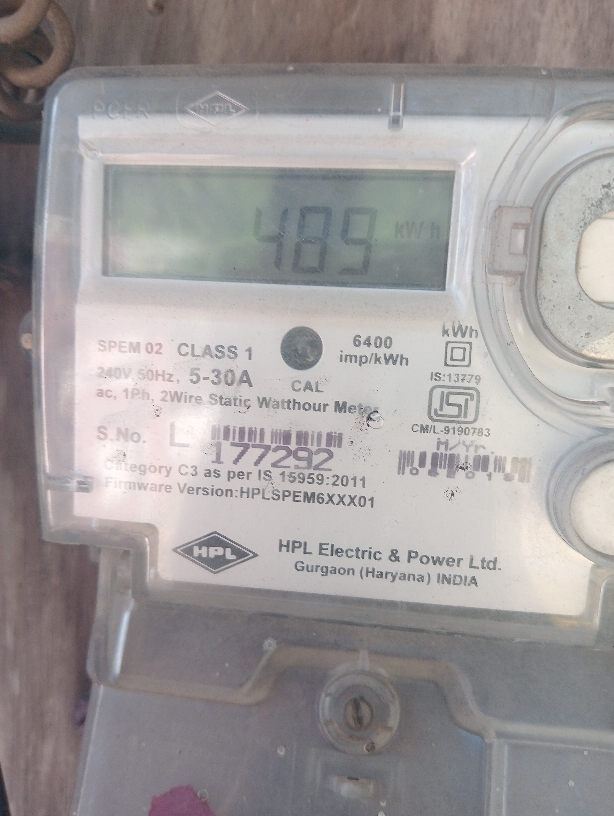 HPL
489 kWh
SPEM 02 CLASS 1
6400
imp/kWh
kWh
240V, 50Hz, 5-30A
CAL
IS:13779
ac, 1Ph, 2Wire Static Watthour Meter
ISI
CM/L-9190783
S.No. L 177292
M/Yr.
Category C3 as per IS 15959:2011
Firmware Version:HPLSPEM6XXX01
HPL
HPL Electric & Power Ltd.
Gurgaon (Haryana) INDIA